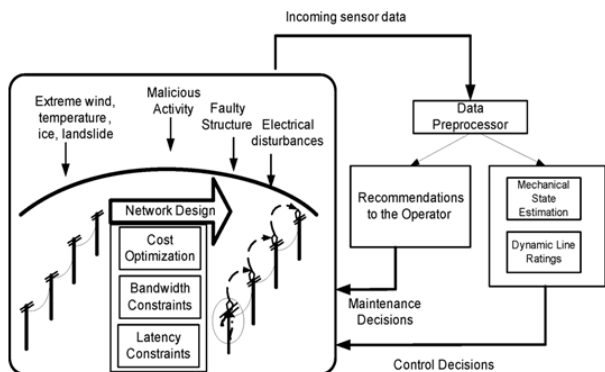 Incoming sensor data
Extreme wind,
temperature,
ice, landslide
Malicious
Activity
Faulty
Structure
Electrical
disturbances
Network Design
Cost
Optimization
Bandwidth
Constraints
Latency
Constraints
Data
Preprocessor
Recommendations
to the Operator
Mechanical
State
Estimation
Dynamic Line
Ratings
Maintenance
Decisions
Control Decisions